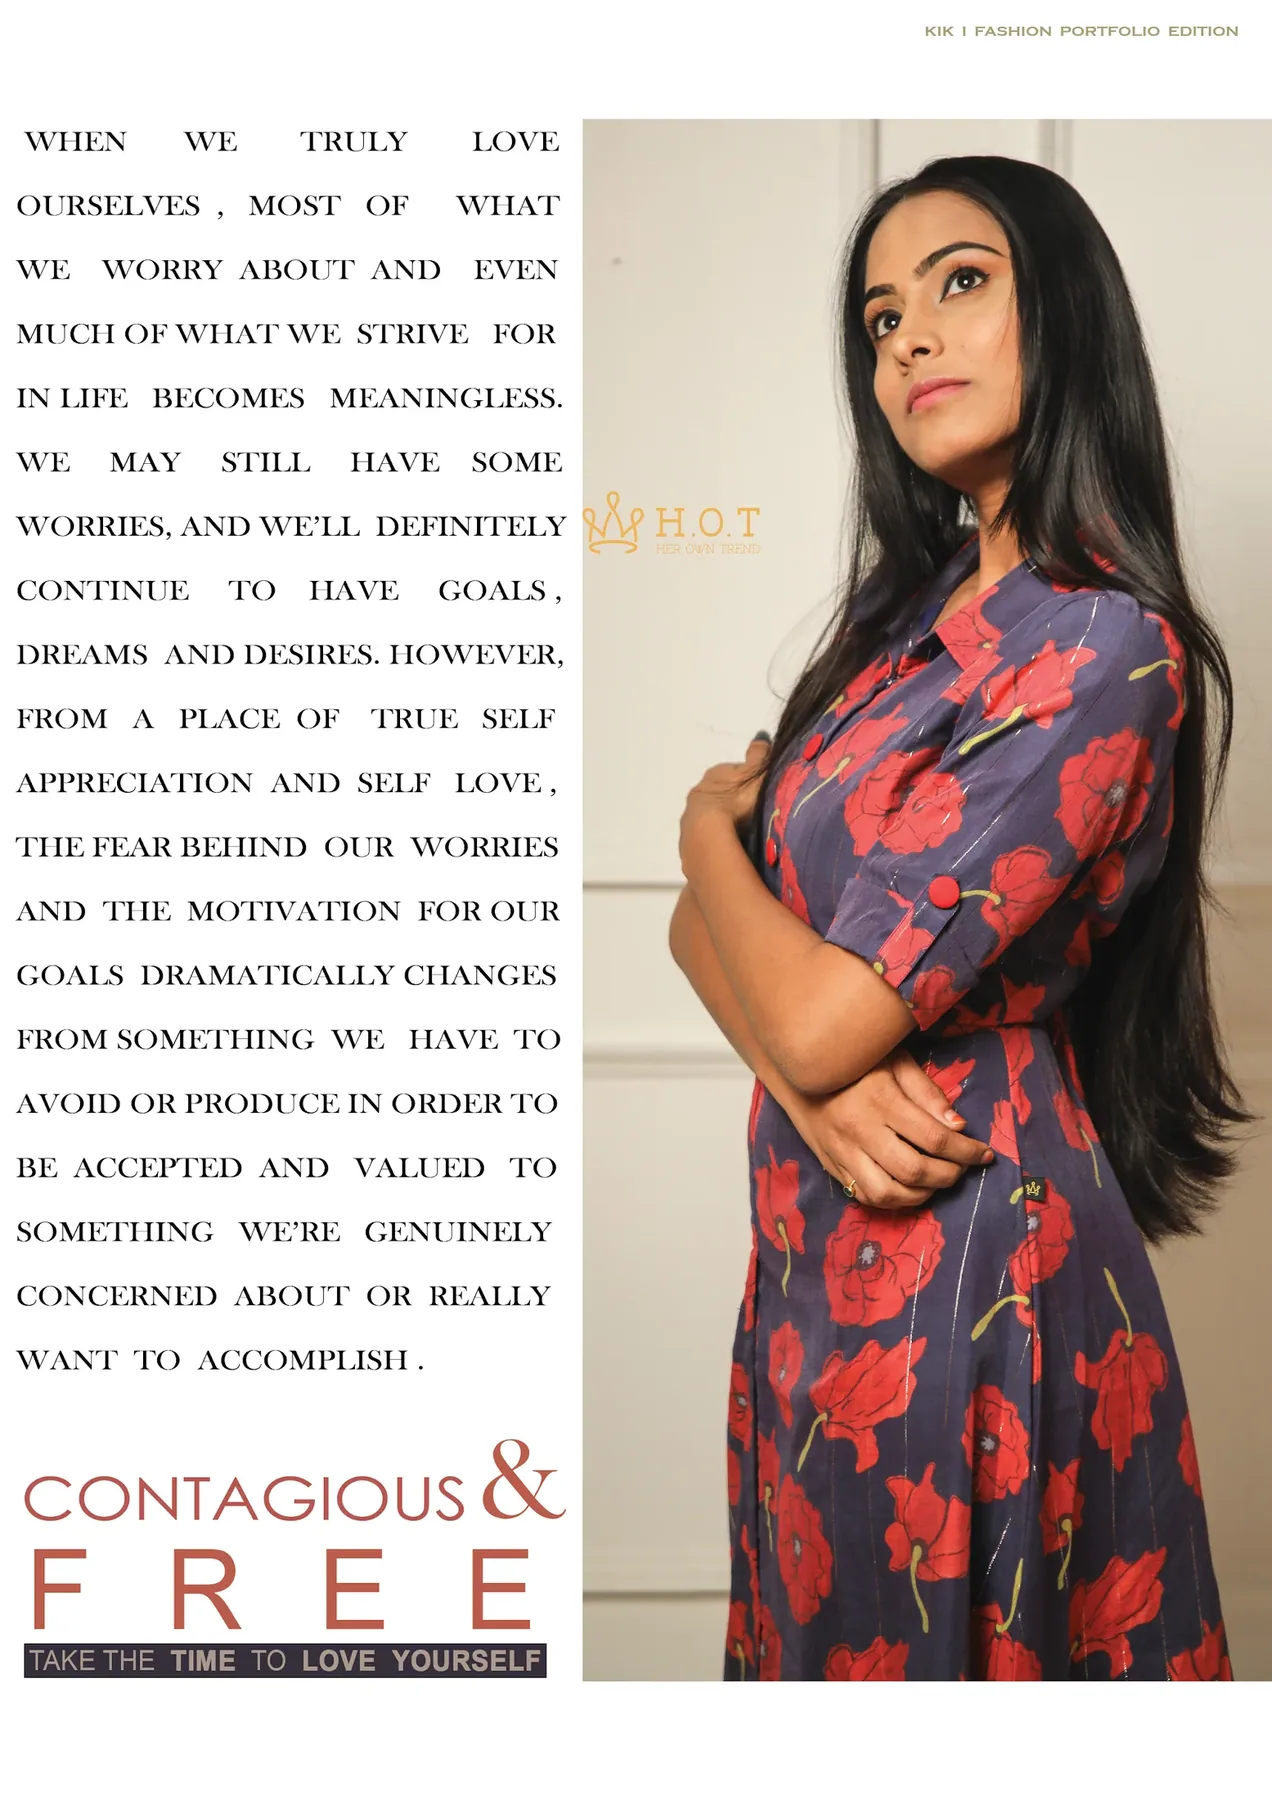 KIK I FASHION PORTFOLIO EDITION
WHEN WE TRULY LOVE
OURSELVES , MOST OF WHAT
WE WORRY ABOUT AND EVEN
MUCH OF WHAT WE STRIVE FOR
IN LIFE BECOMES MEANINGLESS.
WE MAY STILL HAVE SOME
WORRIES, AND WE’LL DEFINITELY
CONTINUE TO HAVE GOALS ,
DREAMS AND DESIRES. HOWEVER,
FROM A PLACE OF TRUE SELF
APPRECIATION AND SELF LOVE ,
THE FEAR BEHIND OUR WORRIES
AND THE MOTIVATION FOR OUR
GOALS DRAMATICALLY CHANGES
FROM SOMETHING WE HAVE TO
AVOID OR PRODUCE IN ORDER TO
BE ACCEPTED AND VALUED TO
SOMETHING WE’RE GENUINELY
CONCERNED ABOUT OR REALLY
WANT TO ACCOMPLISH .
CONTAGIOUS &
FREE
TAKE THE TIME TO LOVE YOURSELF
H.O.T
HER OWN TREND